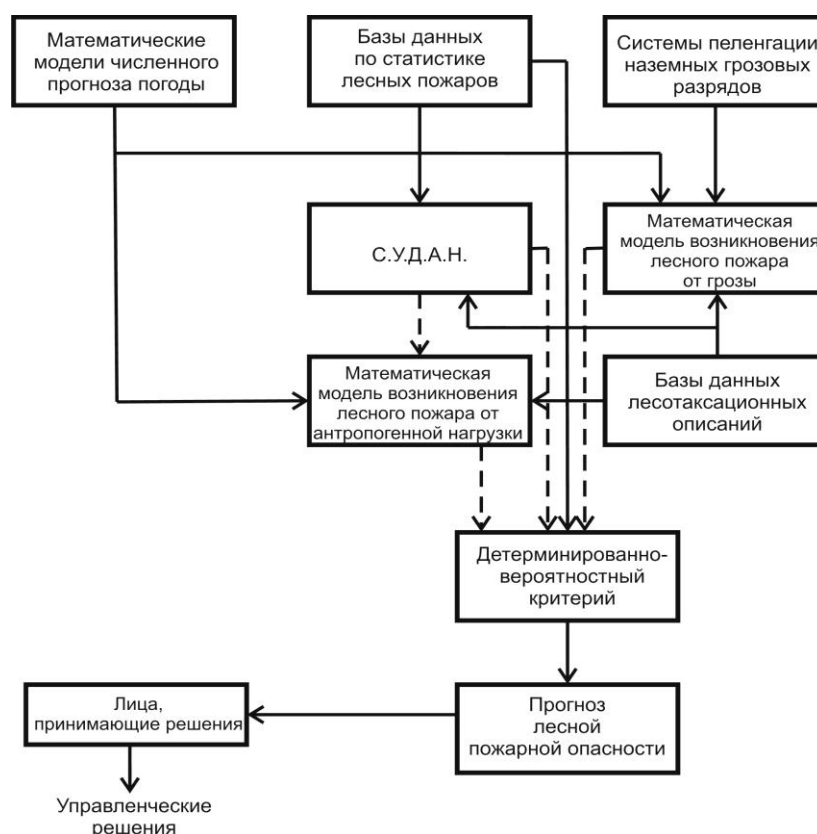 Математические
модели численного
прогноза погоды
Базы данных
по статистике
лесных пожаров
Системы пеленгации
наземных грозовых
разрядов
С.У.Д.А.Н.
Математическая
модель возникновения
лесного пожара
от грозы
Математическая
модель возникновения
лесного пожара от
антропогенной нагрузки
Базы данных
лесотаксационных
описаний
Детерминированно-
вероятностный
критерий
Лица,
принимающие решения
Прогноз
лесной
пожарной опасности
Управленческие
решения